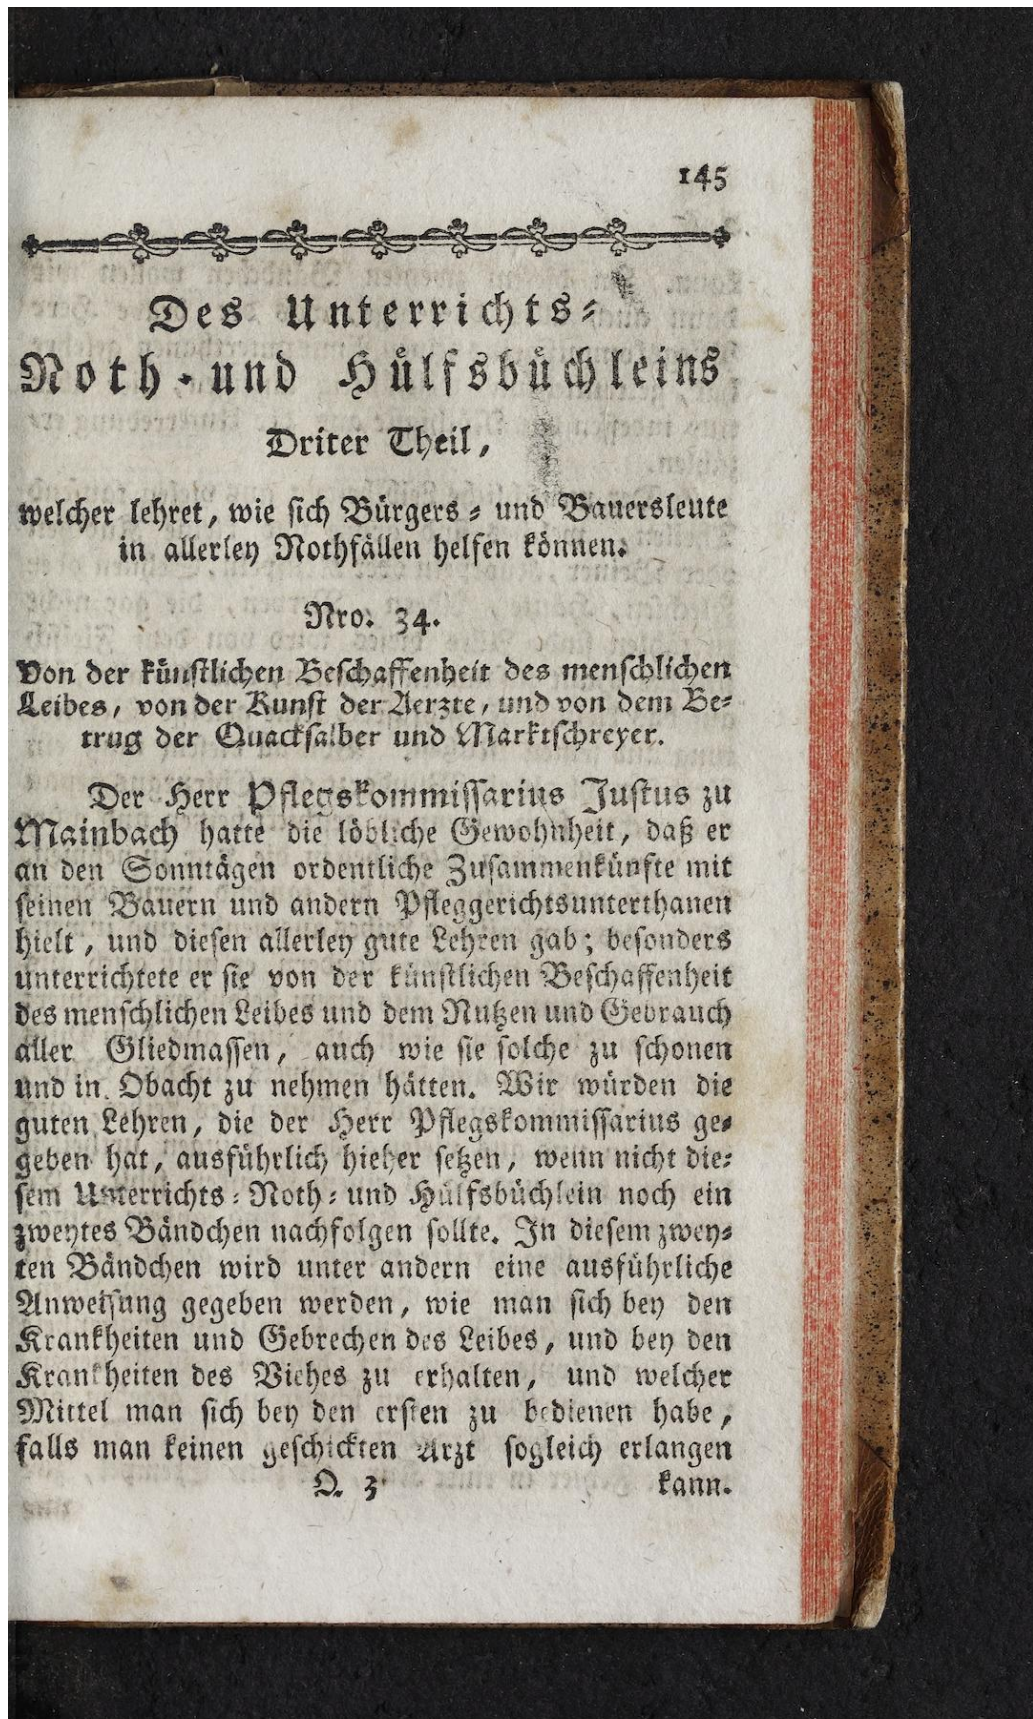 145
Des Unterrichts-
Noth- und Hülfsbüchleins
Driter Theil,
welcher lehret, wie sich Bürgers- und Bauersleute
in allerley Nothfällen helfen können.
Nro. 34.
Von der künstlichen Beschaffenheit des menschlichen
Leibes, von der Kunst der Aerzte, und von dem Be-
trug der Quacksalber und Marktschreyer.
Der Herr Pflegskommissarius Justus zu
Mainbach hatte die löbliche Gewohnheit, daß er
an den Sonntägen ordentliche Zusammenkünfte mit
seinen Bauern und andern Pfleggerichtsunterthanen
hielt, und diesen allerley gute Lehren gab; besonders
unterrichtete er sie von der künstlichen Beschaffenheit
des menschlichen Leibes und dem Nutzen und Gebrauch
aller Gliedmassen, auch wie sie solche zu schonen
und in Obacht zu nehmen hätten. Wir würden die
guten Lehren, die der Herr Pflegskommissarius ge-
geben hat, ausführlich hieher setzen, wenn nicht die-
sem Unterrichts- Noth- und Hülfsbüchlein noch ein
zweytes Bändchen nachfolgen sollte. In diesem zwey-
ten Bändchen wird unter andern eine ausführliche
Anweisung gegeben werden, wie man sich bey den
Krankheiten und Gebrechen des Leibes, und bey den
Krankheiten des Viehes zu erhalten, und welcher
Mittel man sich bey den ersten zu bedienen habe,
falls man keinen geschickten Arzt sogleich erlangen
Q 3 kann.